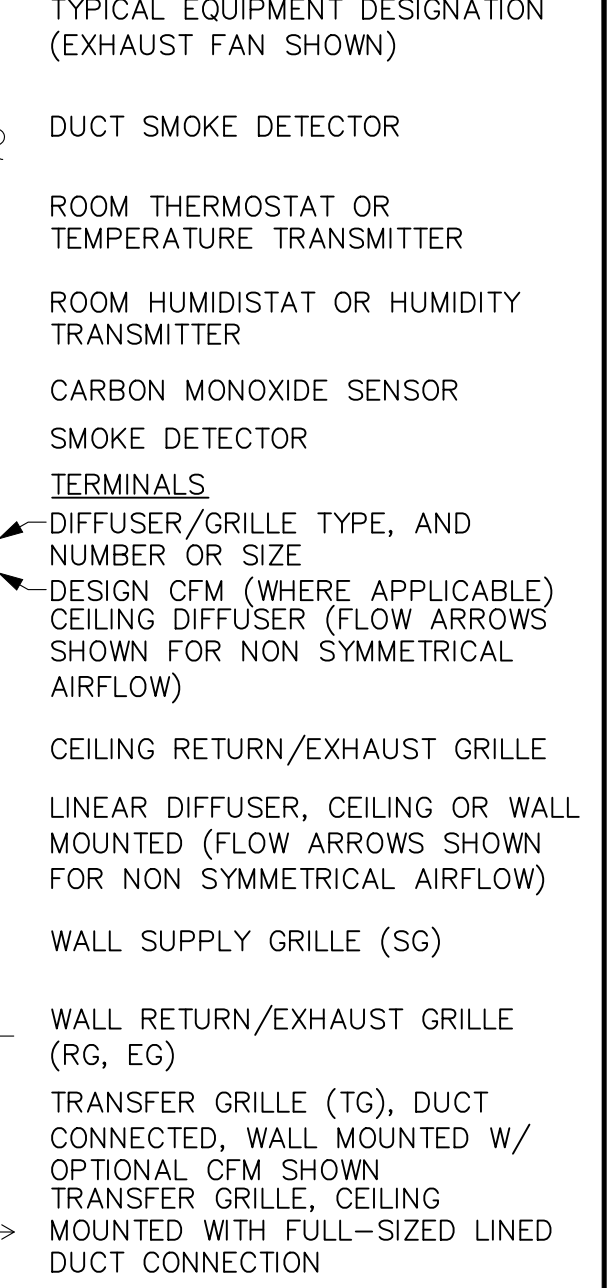 TYPICAL EQUIPMENT DESIGNATION
(EXHAUST FAN SHOWN)
DUCT SMOKE DETECTOR
ROOM THERMOSTAT OR
TEMPERATURE TRANSMITTER
ROOM HUMIDISTAT OR HUMIDITY
TRANSMITTER
CARBON MONOXIDE SENSOR
SMOKE DETECTOR
TERMINALS
DIFFUSER/GRILLE TYPE, AND
NUMBER OR SIZE
DESIGN CFM (WHERE APPLICABLE)
CEILING DIFFUSER (FLOW ARROWS
SHOWN FOR NON SYMMETRICAL
AIRFLOW)
CEILING RETURN/EXHAUST GRILLE
LINEAR DIFFUSER, CEILING OR WALL
MOUNTED (FLOW ARROWS SHOWN
FOR NON SYMMETRICAL AIRFLOW)
WALL SUPPLY GRILLE (SG)
WALL RETURN/EXHAUST GRILLE
(RG, EG)
TRANSFER GRILLE (TG), DUCT
CONNECTED, WALL MOUNTED W/
OPTIONAL CFM SHOWN
TRANSFER GRILLE, CEILING
MOUNTED WITH FULL-SIZED LINED
DUCT CONNECTION